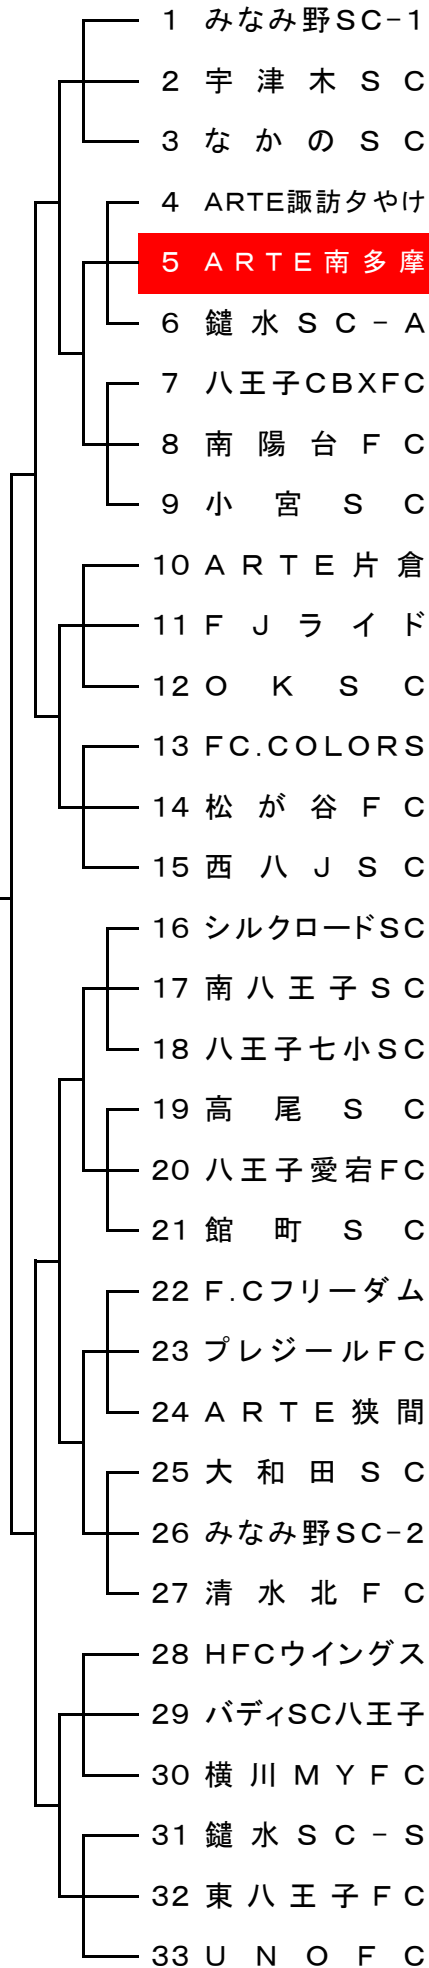 1 みなみ野SC-1
2 宇津木SC
3 なかのSC
4 ARTE諏訪夕やけ
5 ARTE南多摩
6 鑓水SC-A
7 八王子CBXFC
8 南陽台FC
9 小宮SC
10 ARTE片倉
11 FJライド
12 OKSC
13 FC.COLORS
14 松が谷FC
15 西八JSC
16 シルクロードSC
17 南八王子SC
18 八王子七小SC
19 高尾SC
20 八王子愛宕FC
21 館町SC
22 F.Cフリーダム
23 プレジールFC
24 ARTE狭間
25 大和田SC
26 みなみ野SC-2
27 清水北FC
28 HFCウイングス
29 バディSC八王子
30 横川MYFC
31 鑓水SC-S
32 東八王子FC
33 UNOFC